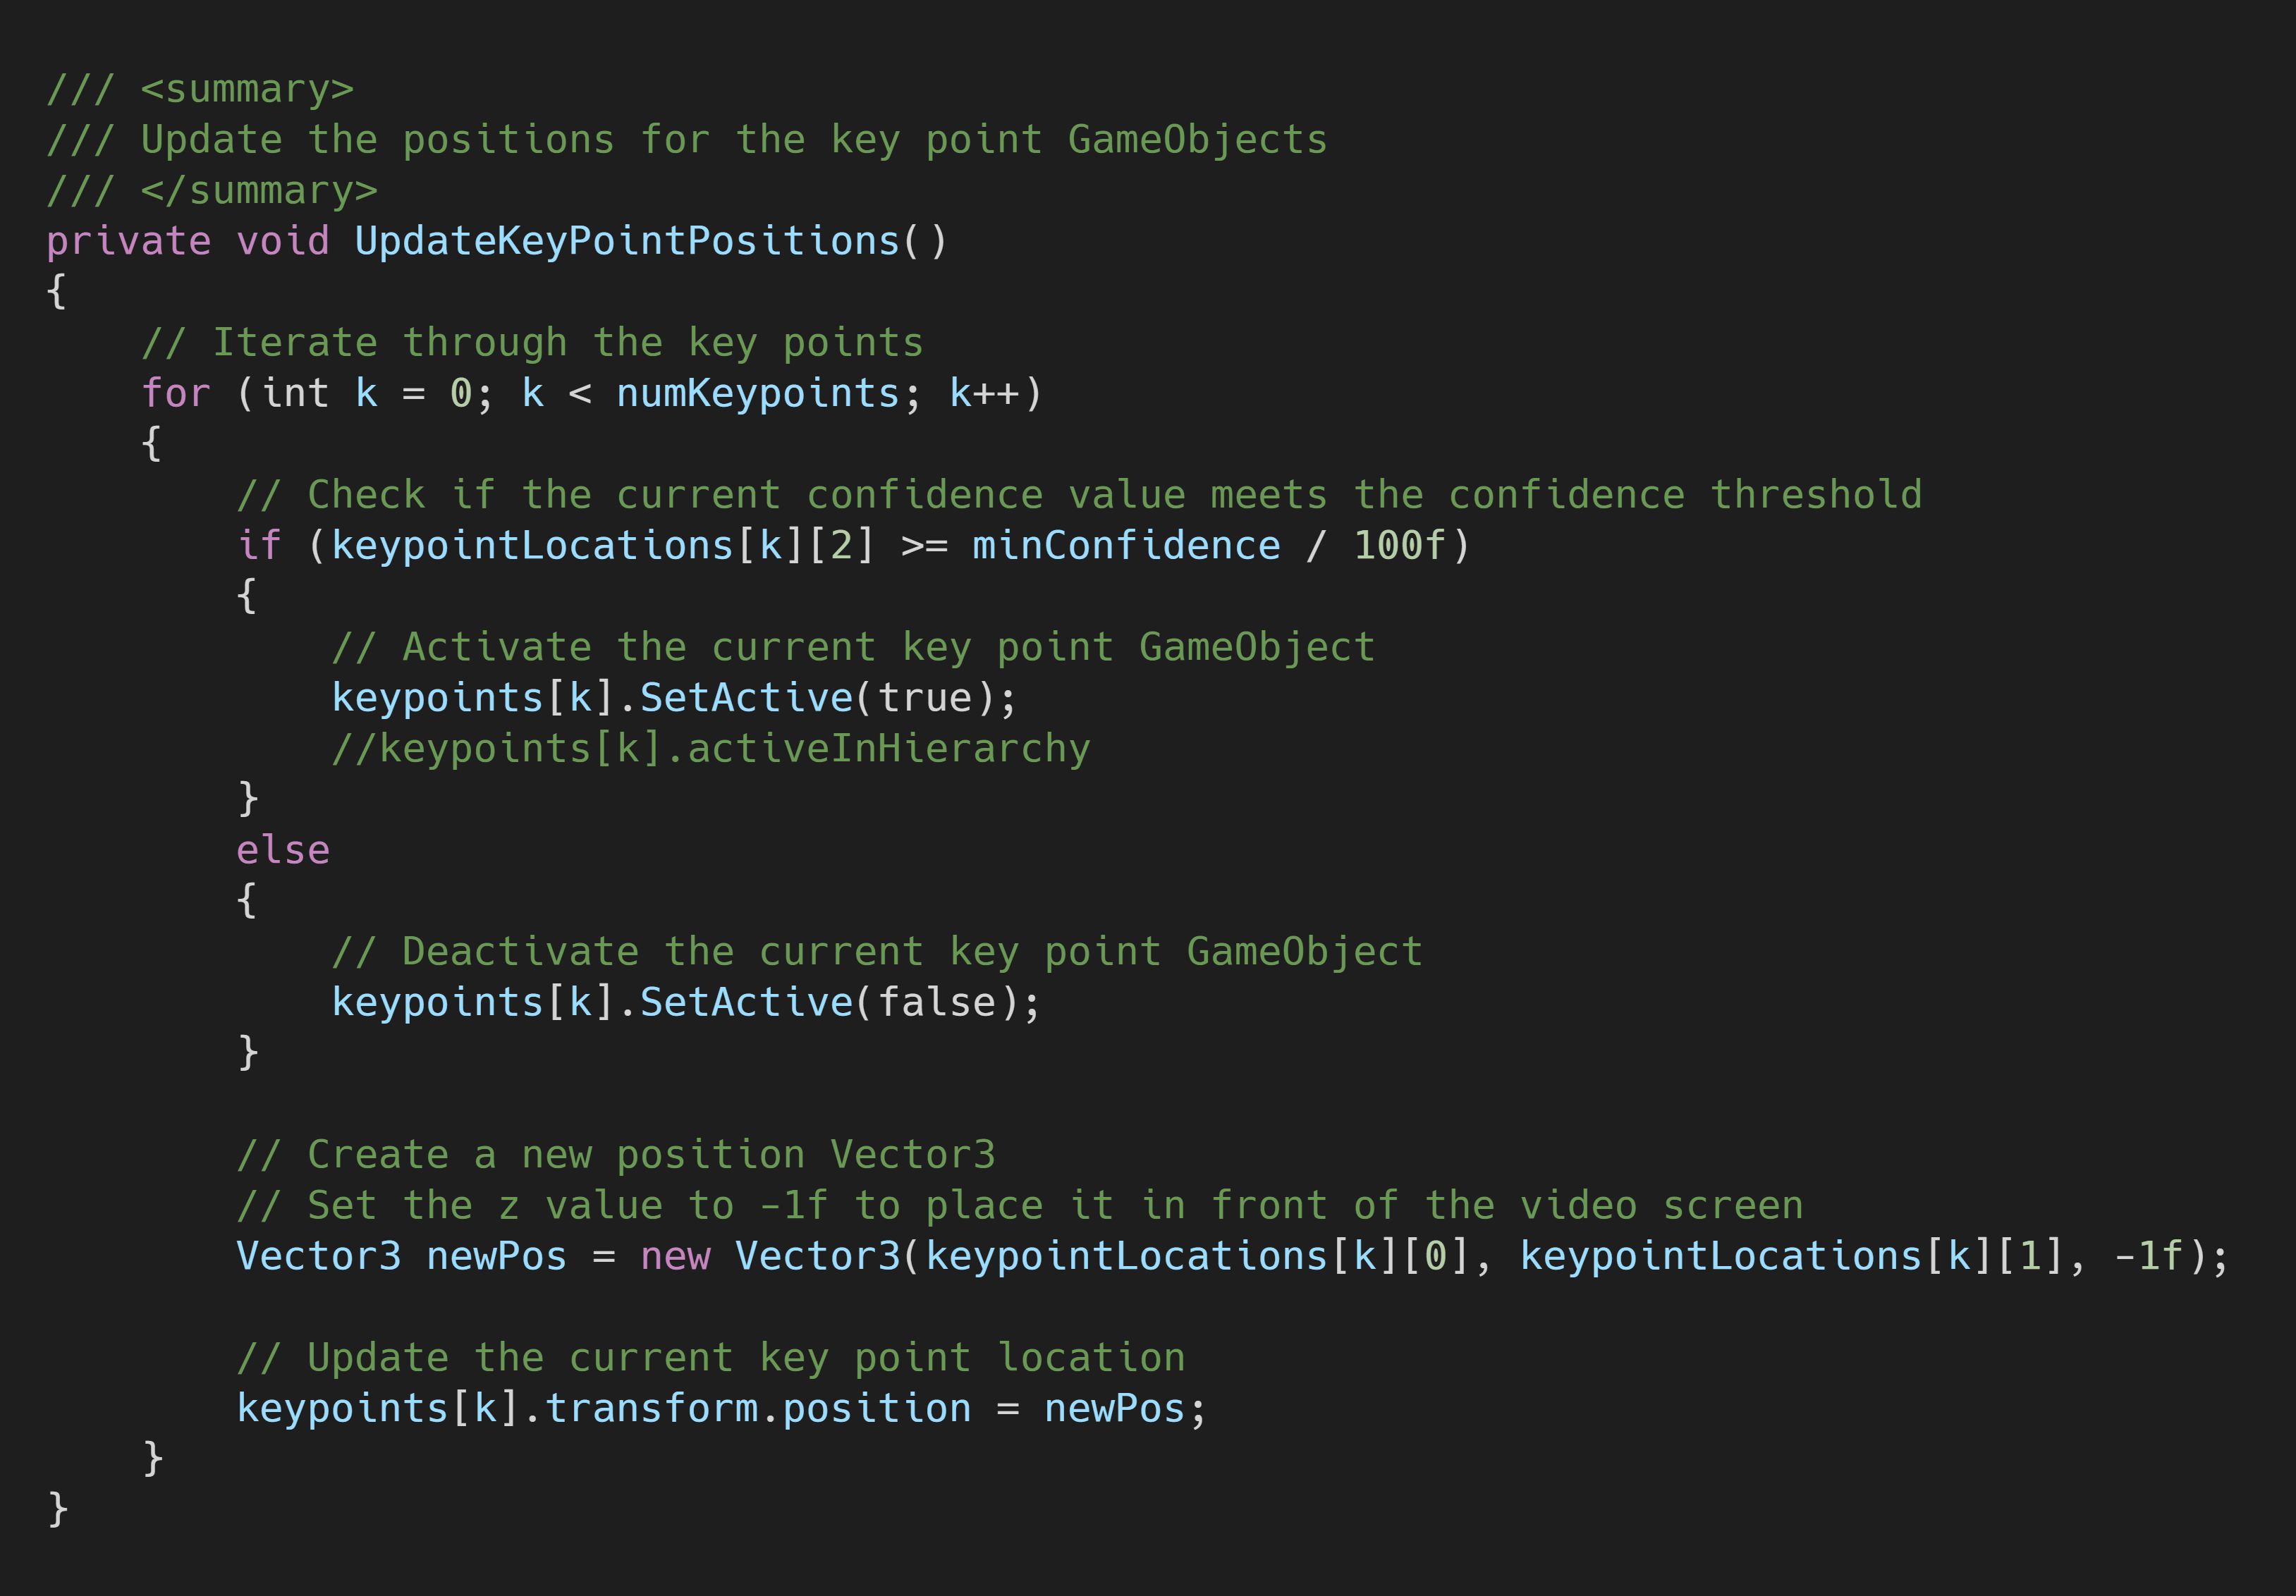 /// <summary>
/// Update the positions for the key point GameObjects
/// </summary>
private void UpdateKeyPointPositions()
{
    // Iterate through the key points
    for (int k = 0; k < numKeypoints; k++)
    {
        // Check if the current confidence value meets the confidence threshold
        if (keypointLocations[k][2] >= minConfidence / 100f)
        {
            // Activate the current key point GameObject
            keypoints[k].SetActive(true);
            //keypoints[k].activeInHierarchy
        }
        else
        {
            // Deactivate the current key point GameObject
            keypoints[k].SetActive(false);
        }

        // Create a new position Vector3
        // Set the z value to -1f to place it in front of the video screen
        Vector3 newPos = new Vector3(keypointLocations[k][0], keypointLocations[k][1], -1f);

        // Update the current key point location
        keypoints[k].transform.position = newPos;
    }
}